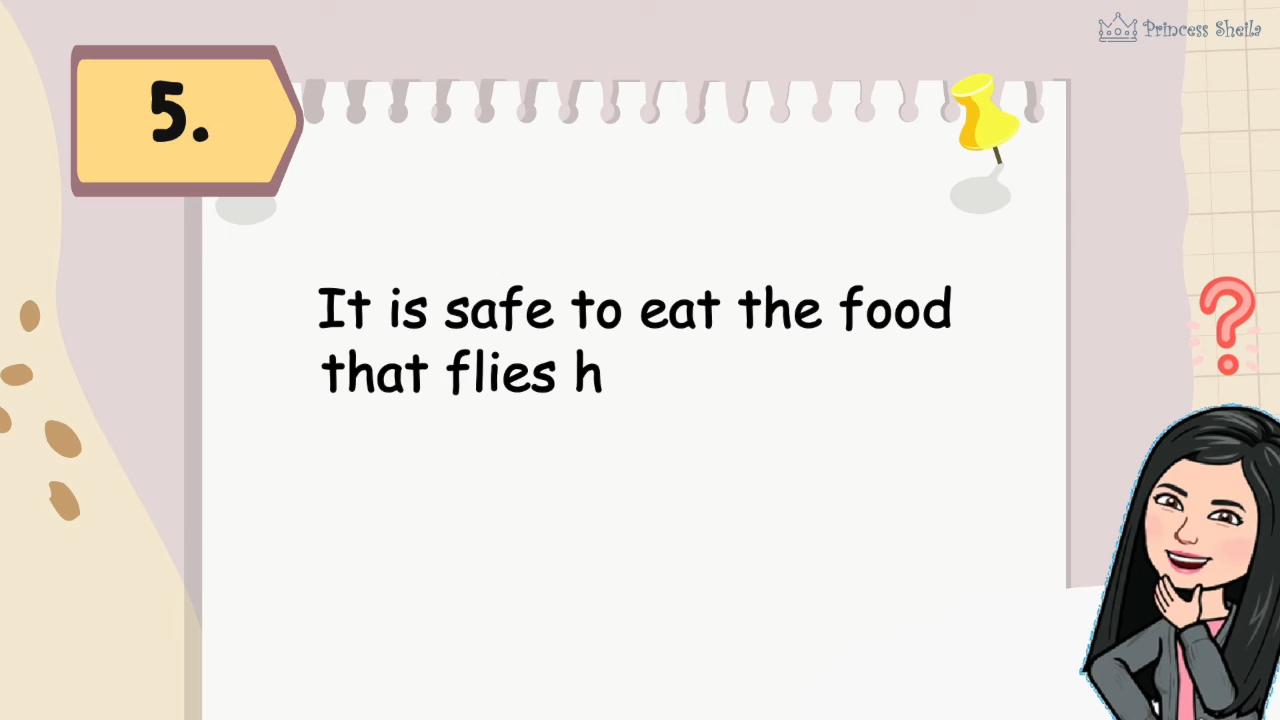 Princess Sheila
5.
It is safe to eat the food
that flies h